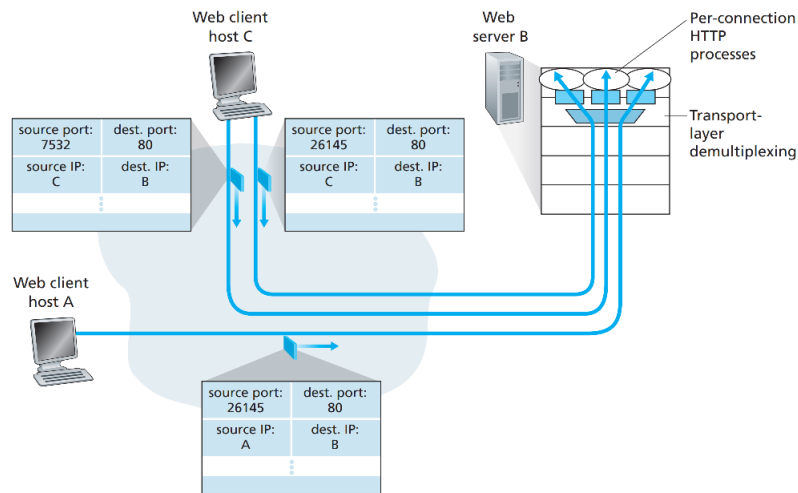 Web client
host C
Web
server B
Per-connection
HTTP
processes
Transport-
layer
demultiplexing
source port:
7532
dest. port:
80
source IP:
C
dest. IP:
B
source port:
26145
dest. port:
80
source IP:
C
dest. IP:
B
Web client
host A
source port:
26145
dest. port:
80
source IP:
A
dest. IP:
B